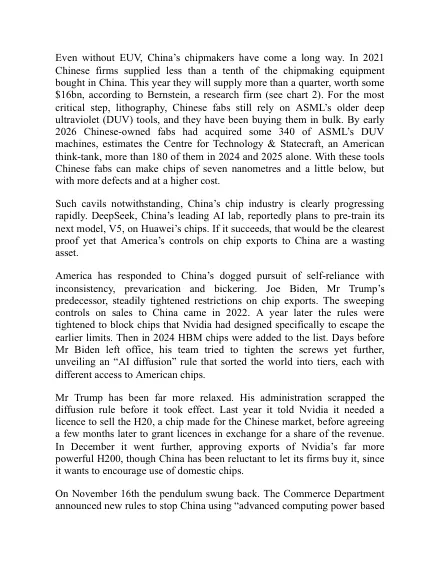 Even without EUV, China's chipmakers have come a long way. In 2021
Chinese firms supplied less than a tenth of the chipmaking equipment
bought in China. This year they will supply more than a quarter, worth some
$16bn, according to Bernstein, a research firm (see chart 2). For the most
critical step, lithography, Chinese fabs still rely on ASML's older deep
ultraviolet (DUV) tools, and they have been buying them in bulk. By early
2026 Chinese-owned fabs had acquired some 340 of ASML's DUV
machines, estimates the Centre for Technology & Statecraft, an American
think-tank, more than 180 of them in 2024 and 2025 alone. With these tools
Chinese fabs can make chips of seven nanometres and a little below, but
with more defects and at a higher cost.
Such cavils notwithstanding, China's chip industry is clearly progressing
rapidly. DeepSeek, China's leading AI lab, reportedly plans to pre-train its
next model, V5, on Huawei's chips. If it succeeds, that would be the clearest
proof yet that America's controls on chip exports to China are a wasting
asset.
America has responded to China's dogged pursuit of self-reliance with
inconsistency, prevarication and bickering. Joe Biden, Mr Trump's
predecessor, steadily tightened restrictions on chip exports. The sweeping
controls on sales to China came in 2022. A year later the rules were
tightened to block chips that Nvidia had designed specifically to escape the
earlier limits. Then in 2024 HBM chips were added to the list. Days before
Mr Biden left office, his team tried to tighten the screws yet further,
unveiling an “AI diffusion” rule that sorted the world into tiers, each with
different access to American chips.
Mr Trump has been far more relaxed. His administration scrapped the
diffusion rule before it took effect. Last year it told Nvidia it needed a
licence to sell the H20, a chip made for the Chinese market, before agreeing
a few months later to grant licences in exchange for a share of the revenue.
In December it went further, approving exports of Nvidia's far more
powerful H200, though China has been reluctant to let its firms buy it, since
it wants to encourage use of domestic chips.
On November 16th the pendulum swung back. The Commerce Department
announced new rules to stop China using “advanced computing power based